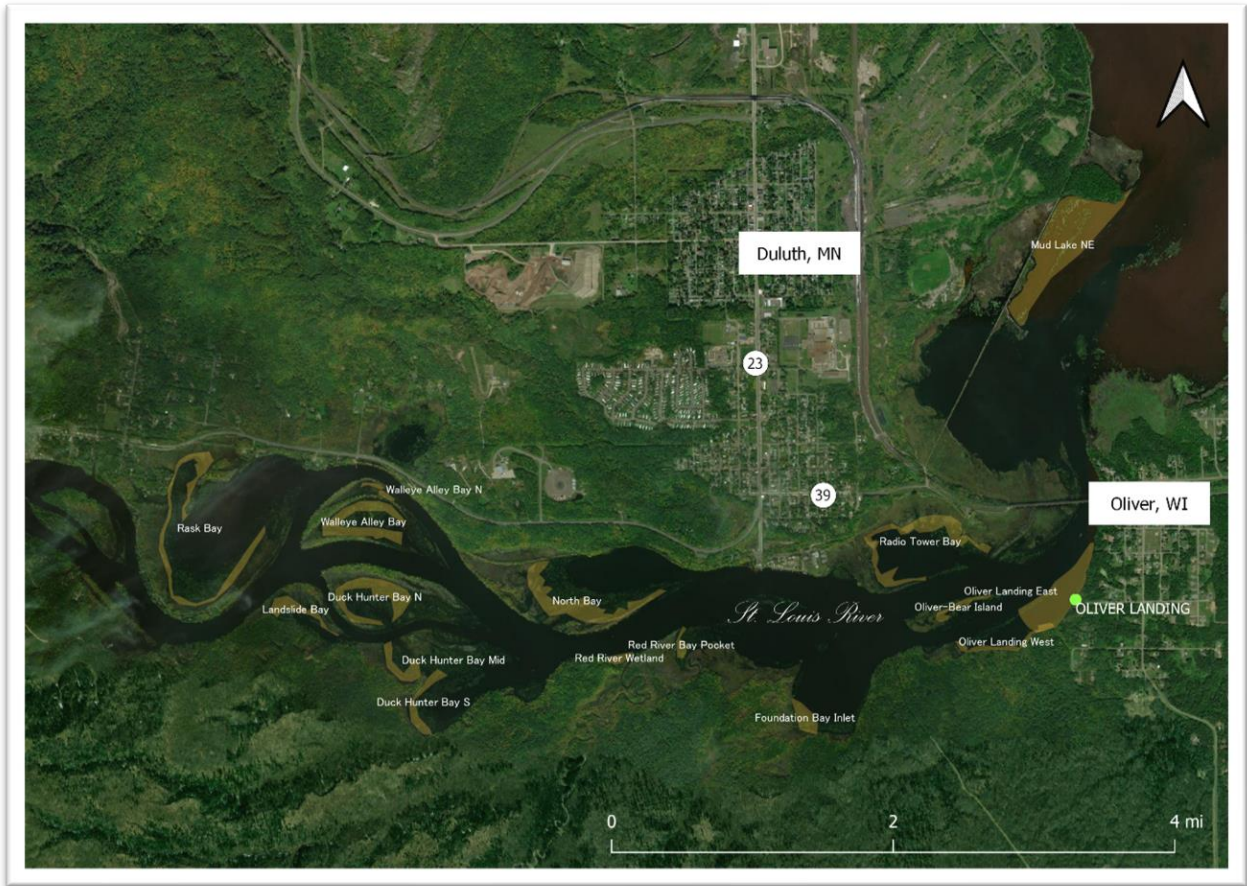 Mud Lake NE
Duluth, MN
23
Walleye Alley Bay N
39
Oliver, WI
Walleye Alley Bay
Rask Bay
Radio Tower Bay
Oliver Landing East
Duck Hunter Bay N
North Bay
Oliver-Bear Island
Landslide Bay
OLIVER LANDING
St. Louis River
Oliver Landing West
Red River Bay Pocket
Red River Wetland
Duck Hunter Bay Mid
Duck Hunter Bay S
Foundation Bay Inlet
0 2 4 mi